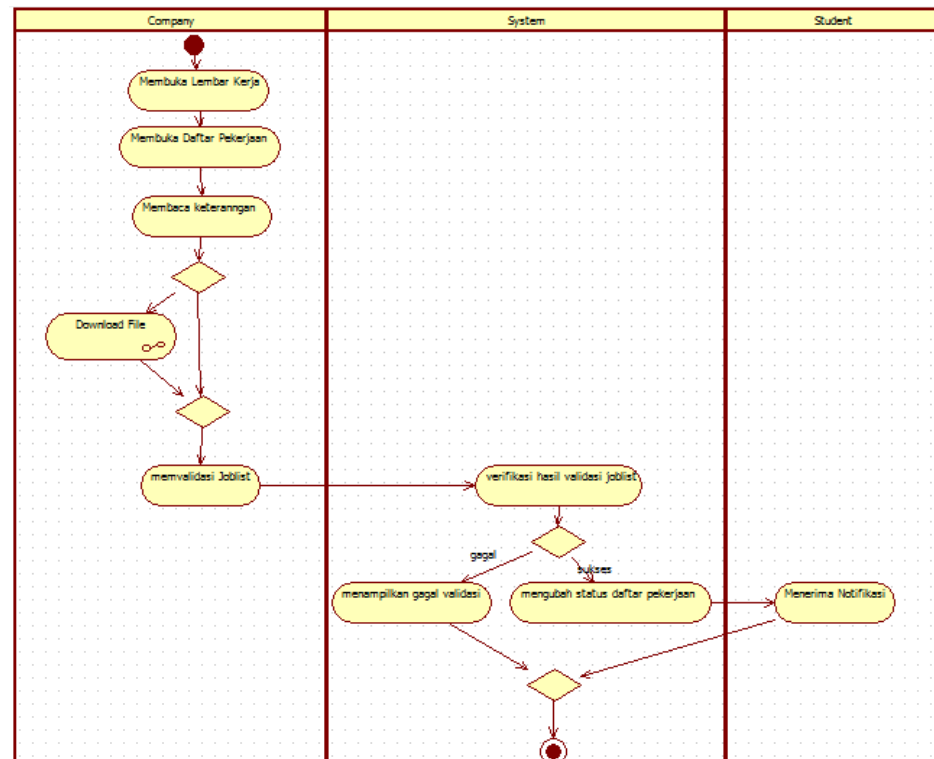 Company
System
Student
Membuka Lembar Kerja
Membuka Daftar Pekerjaan
Membaca keteranngan
Download File
memvalidasi Joblist
verifikasi hasil validasi joblist
gagal
sukses
menampilkan gagal validasi
mengubah status daftar pekerjaan
Menerima Notifikasi